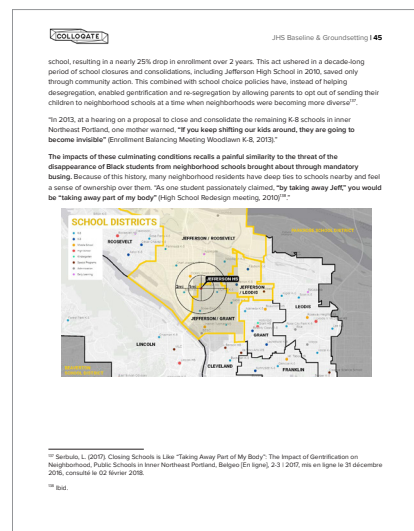 COLLOQATE
JHS Baseline & Groundsetting | 45
school, resulting in a nearly 25% drop in enrollment over 2 years. This act ushered in a decade-long
period of school closures and consolidations, including Jefferson High School in 2010, saved only
through community action. This combined with school choice policies have, instead of helping
desegregation, enabled gentrification and re-segregation by allowing parents to opt out of sending their
children to neighborhood schools at a time when neighborhoods were becoming more diverse¹³⁷.
"In 2013, at a hearing on a proposal to close and consolidate the remaining K-8 schools in inner
Northeast Portland, one mother warned, "If you keep shifting our kids around, they are going to
become invisible" (Enrollment Balancing Meeting Woodlawn K-8, 2013)."
The impacts of these culminating conditions recalls a painful similarity to the threat of the
disappearance of Black students from neighborhood schools brought about through mandatory
busing. Because of this history, many neighborhood residents have deep ties to schools nearby and feel
a sense of ownership over them. "As one student passionately claimed, "by taking away Jeff," you would
be "taking away part of my body" (High School Redesign meeting, 2010)¹³⁸."
SCHOOL DISTRICTS
ROOSEVELT
JEFFERSON / ROOSEVELT
JEFFERSON HS
JEFFERSON
/ LEODIS
LEODIS
JEFFERSON / GRANT
GRANT
LINCOLN
CLEVELAND
FRANKLIN
BEAVERTON
SCHOOL DISTRICT
¹³⁷ Serbulo, L. (2017). Closing Schools is Like "Taking Away Part of My Body": The Impact of Gentrification on
Neighborhood, Public Schools in Inner Northeast Portland, Belgeo [En ligne], 2-3 | 2017, mis en ligne le 31 décembre
2016, consulté le 02 février 2018.
¹³⁸ Ibid.